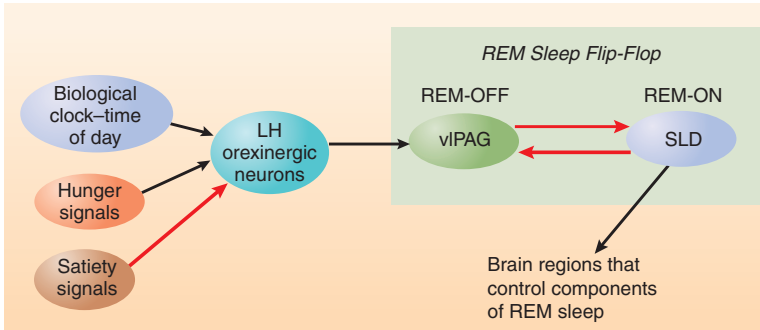 REM Sleep Flip-Flop
Biological
clock–time
of day
Hunger
signals
Satiety
signals
LH
orexinergic
neurons
REM-OFF
vlPAG
REM-ON
SLD
Brain regions that
control components
of REM sleep